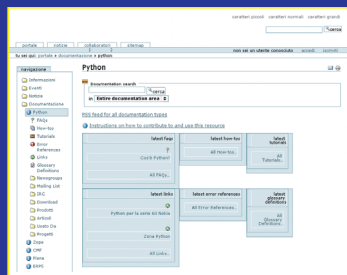 caratteri piccoli caratteri normali caratteri grandi
cerca
portale notizie collaboratori sitemap
non sei un utente conosciuto accedi iscriviti
tu sei qui: portale » documentazione » python
navigazione
Informazioni
Eventi
Notizie
Documentazione
Python
FAQs
How-tos
Tutorials
Error
References
Links
Glossary
Definitions
Newsgroups
Mailing List
IRC
Download
Prodotti
Articoli
Usato Da
Progetti
Zope
CMF
Plone
ERP5
Python
Documentation search
cerca
in Entire documentation area
RSS feed for all documentation types
Instructions on how to contribute to and use this resource
latest faqs
Cos'è Python?
All FAQs..
latest how-tos
All How-tos..
latest
tutorials
All
Tutorials..
latest links
Python per la serie 60 Nokia
Zona Python
All Links..
latest error references
All Error References..
latest
glossary
definitions
All
Glossary
Definitions..